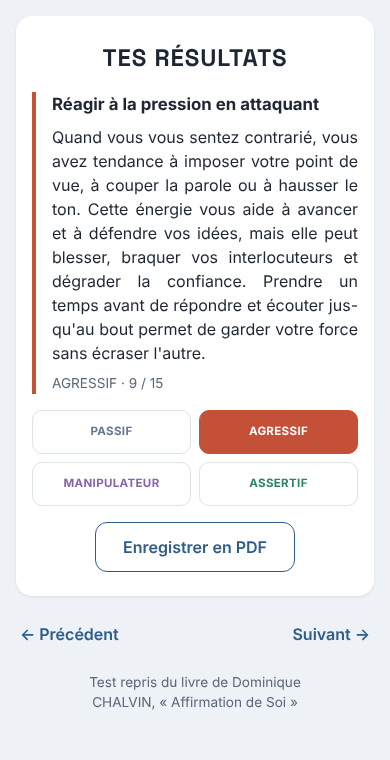 TES RÉSULTATS
Réagir à la pression en attaquant
Quand vous vous sentez contrarié, vous
avez tendance à imposer votre point de
vue, à couper la parole ou à hausser le
ton. Cette énergie vous aide à avancer
et à défendre vos idées, mais elle peut
blesser, braquer vos interlocuteurs et
dégrader la confiance. Prendre un
temps avant de répondre et écouter jus-
qu'au bout permet de garder votre force
sans écraser l'autre.
AGRESSIF · 9 / 15
PASSIF
AGRESSIF
MANIPULATEUR
ASSERTIF
Enregistrer en PDF
← Précédent
Suivant →
Test repris du livre de Dominique
CHALVIN, « Affirmation de Soi »